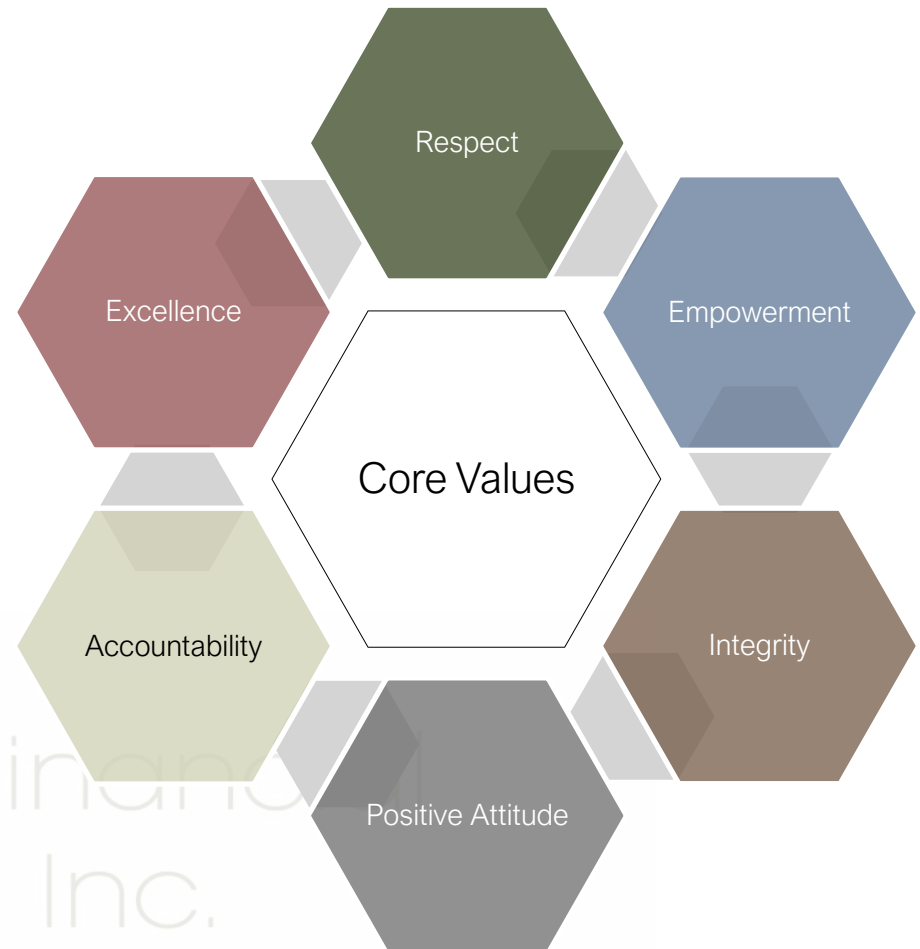 Respect
Excellence
Empowerment
Core Values
Accountability
Integrity
Positive Attitude
Inc.